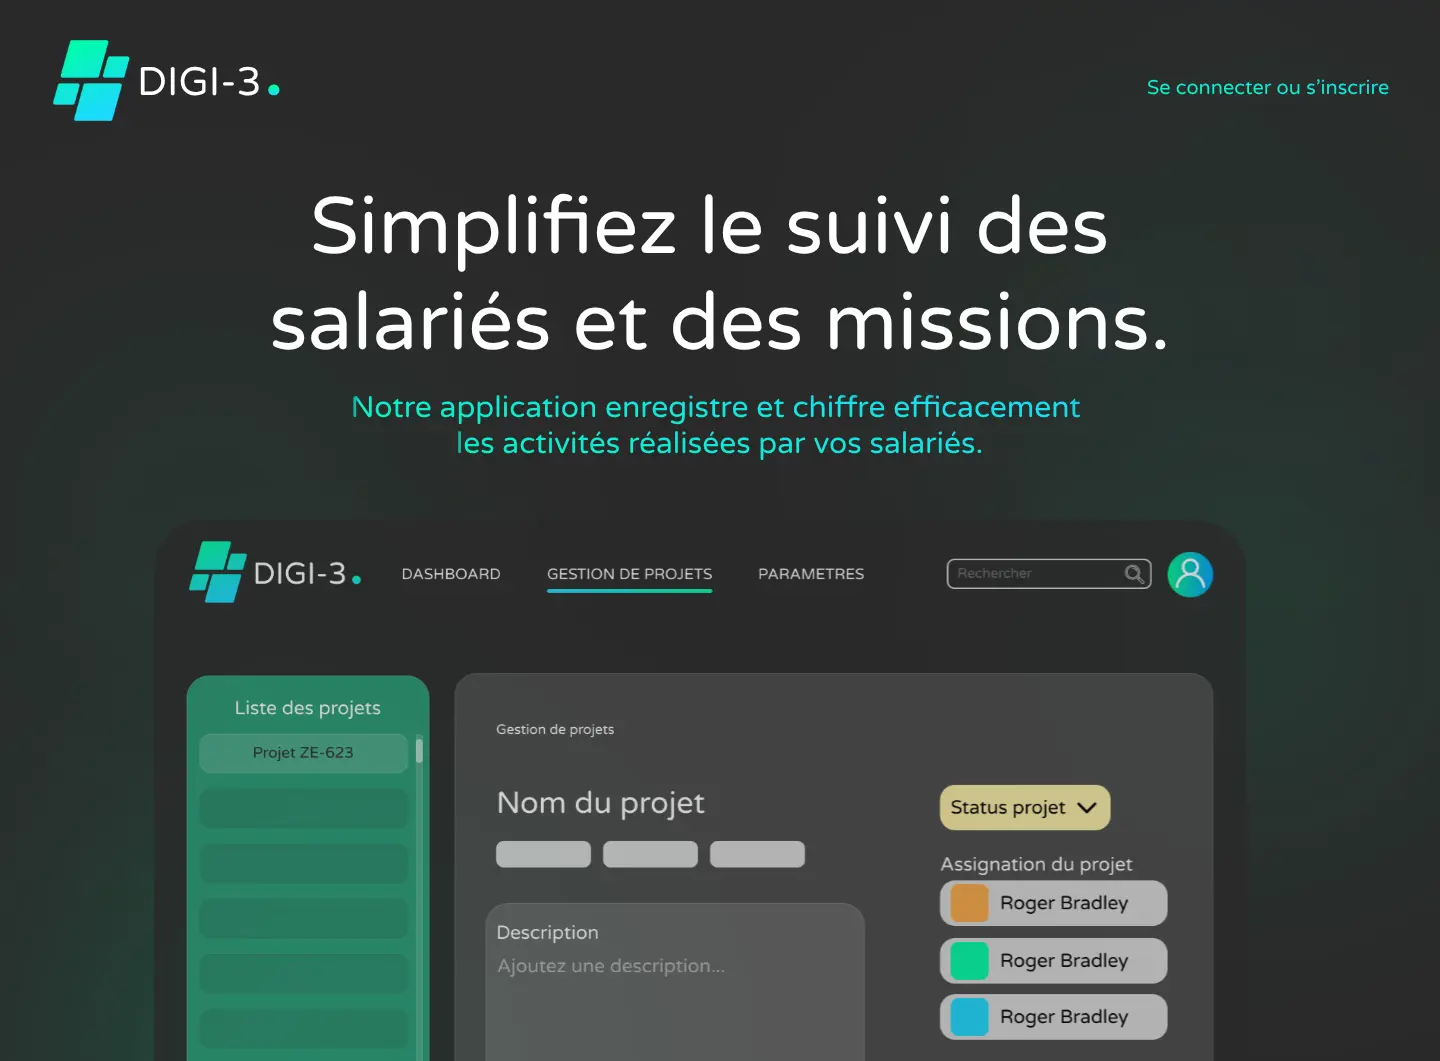 DIGI-3.
Se connecter ou s’inscrire
Simplifiez le suivi des
salariés et des missions.
Notre application enregistre et chiffre efficacement
les activités réalisées par vos salariés.
DIGI-3.
DASHBOARD
GESTION DE PROJETS
PARAMETRES
Rechercher
Liste des projets
Projet ZE-623
Gestion de projets
Nom du projet
Status projet
Assignation du projet
Roger Bradley
Roger Bradley
Roger Bradley
Description
Ajoutez une description...